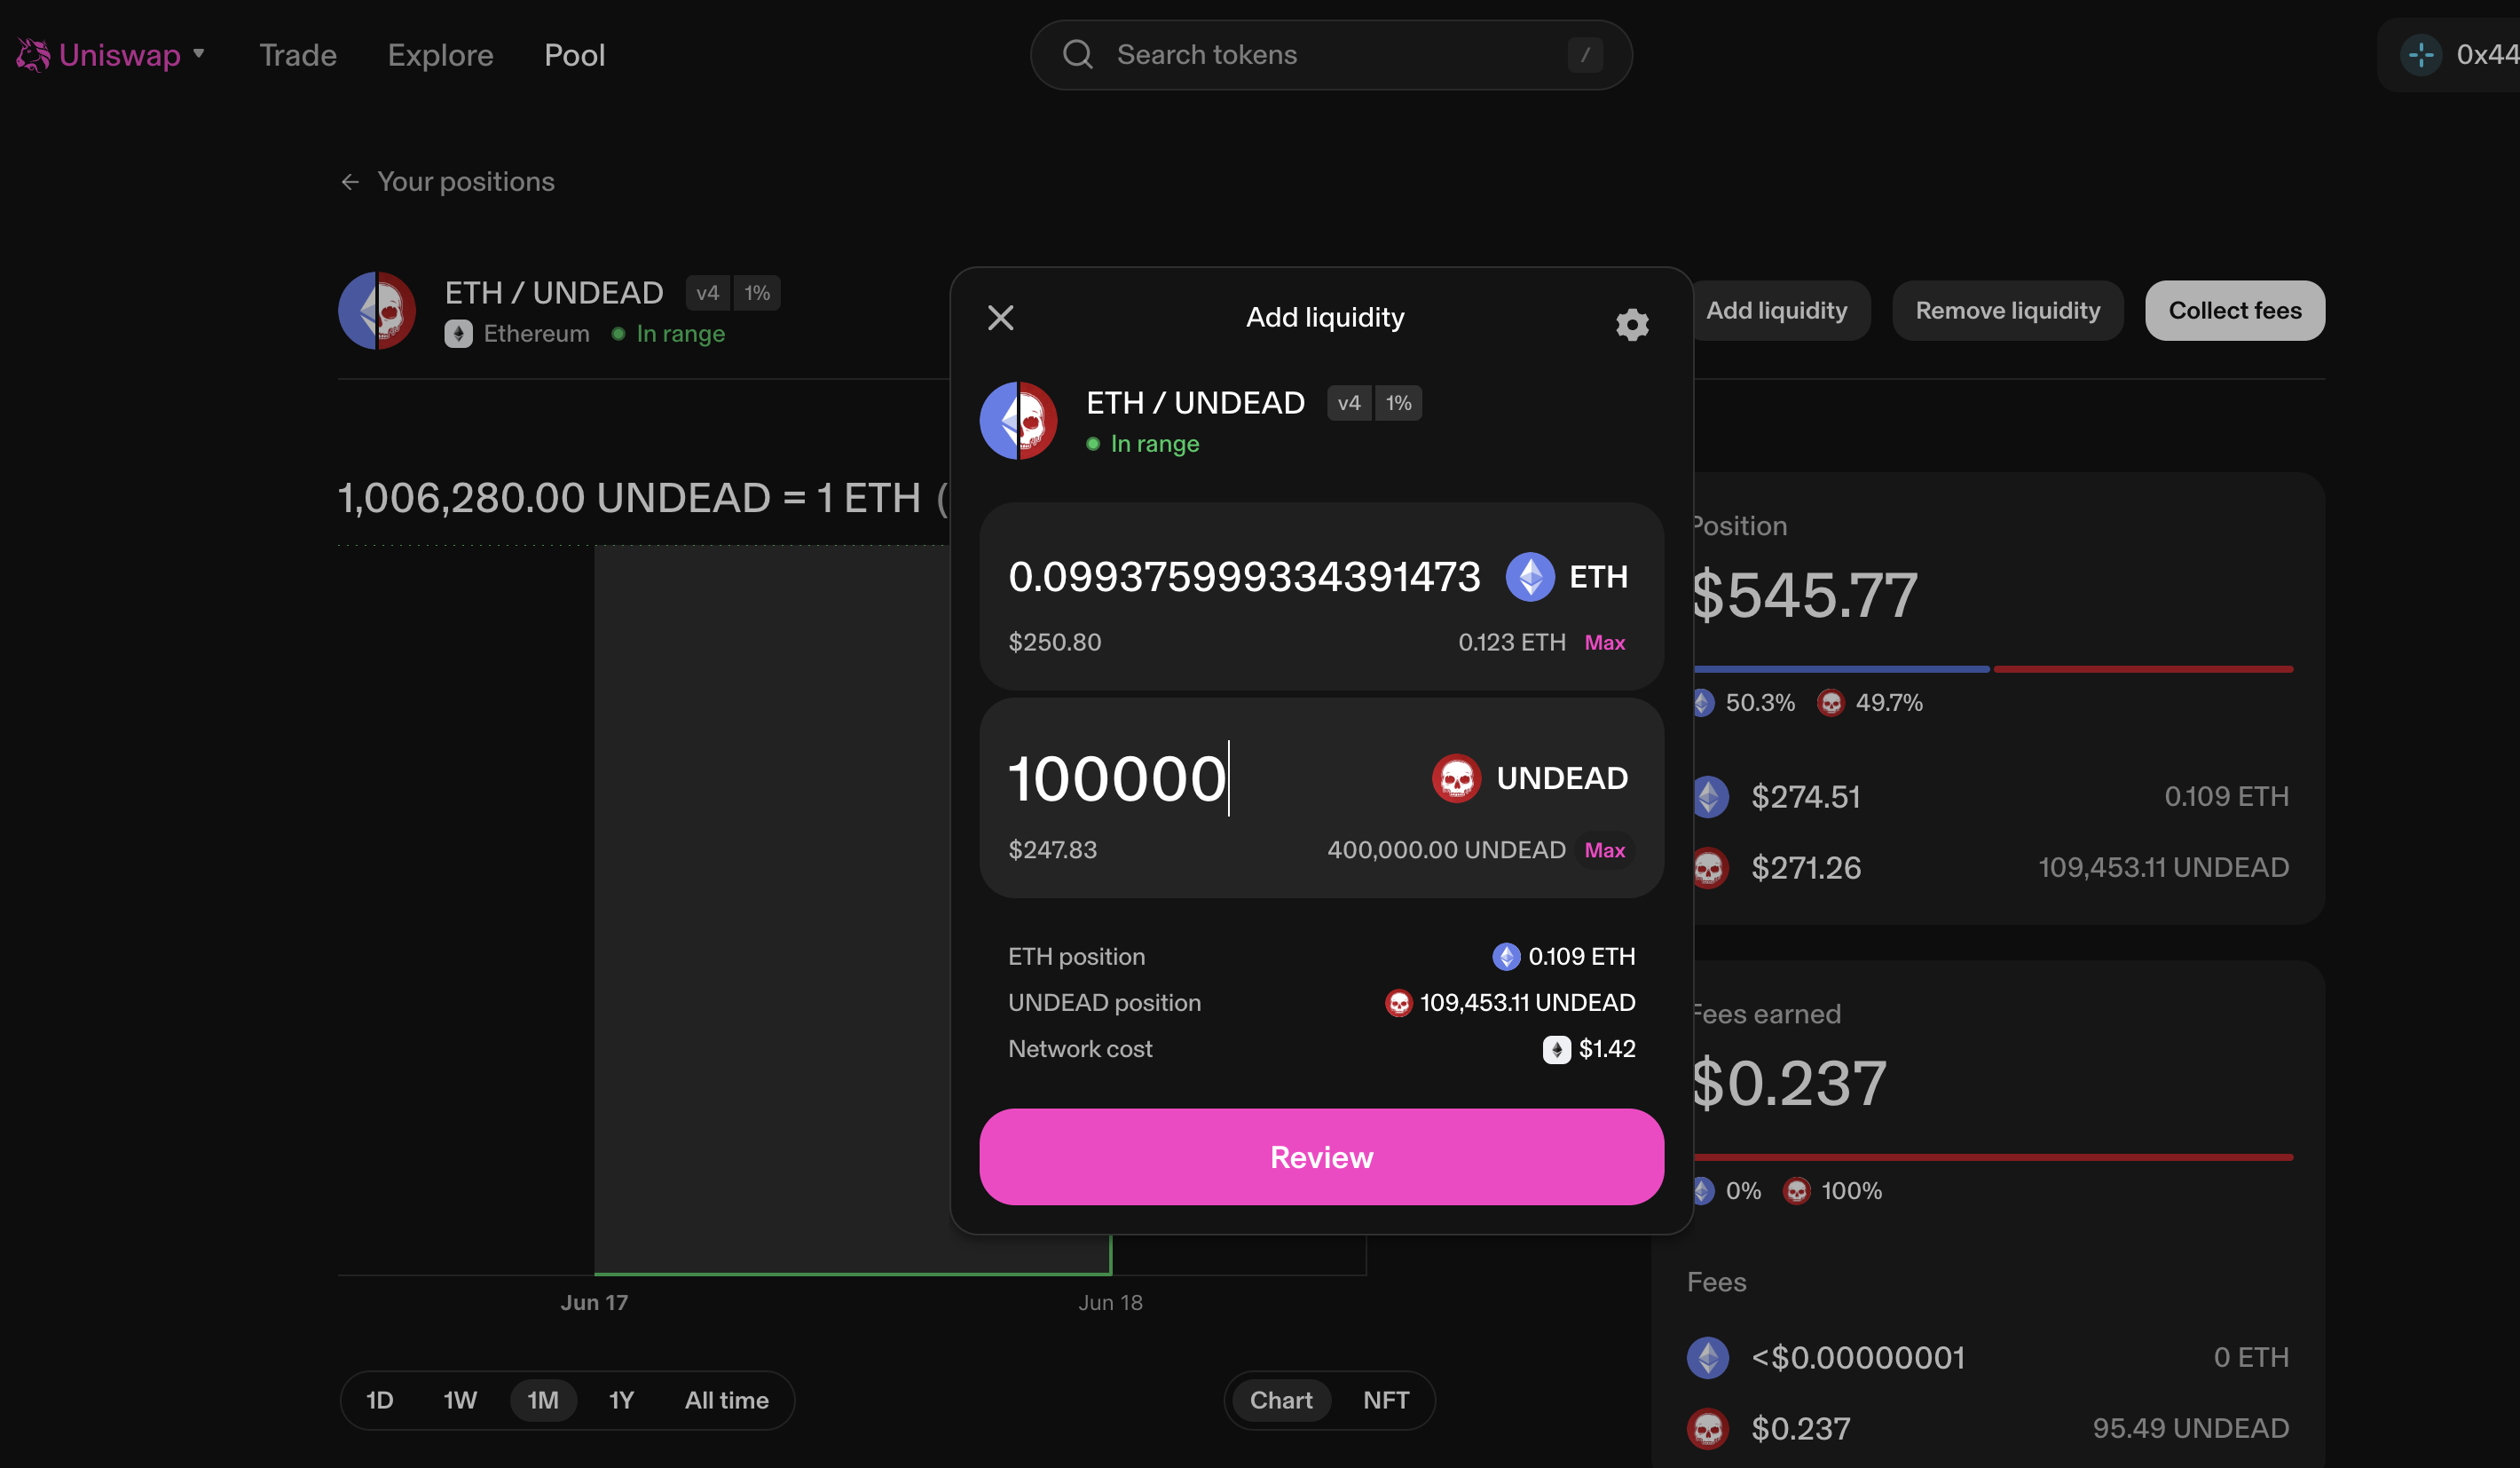 Uniswap Trade Explore Pool Search tokens / 0x44
← Your positions
ETH / UNDEAD v4 1%
Ethereum In range
Add liquidity Remove liquidity Collect fees
1,006,280.00 UNDEAD = 1 ETH (
Jun 17 Jun 18
1D 1W 1M 1Y All time
Chart NFT
Add liquidity
ETH / UNDEAD v4 1%
In range
0.099375999334391473 ETH
$250.80 0.123 ETH Max
100000 UNDEAD
$247.83 400,000.00 UNDEAD Max
ETH position 0.109 ETH
UNDEAD position 109,453.11 UNDEAD
Network cost $1.42
Review
Position
$545.77
50.3% 49.7%
$274.51 0.109 ETH
$271.26 109,453.11 UNDEAD
Fees earned
$0.237
0% 100%
Fees
<$0.00000001 0 ETH
$0.237 95.49 UNDEAD